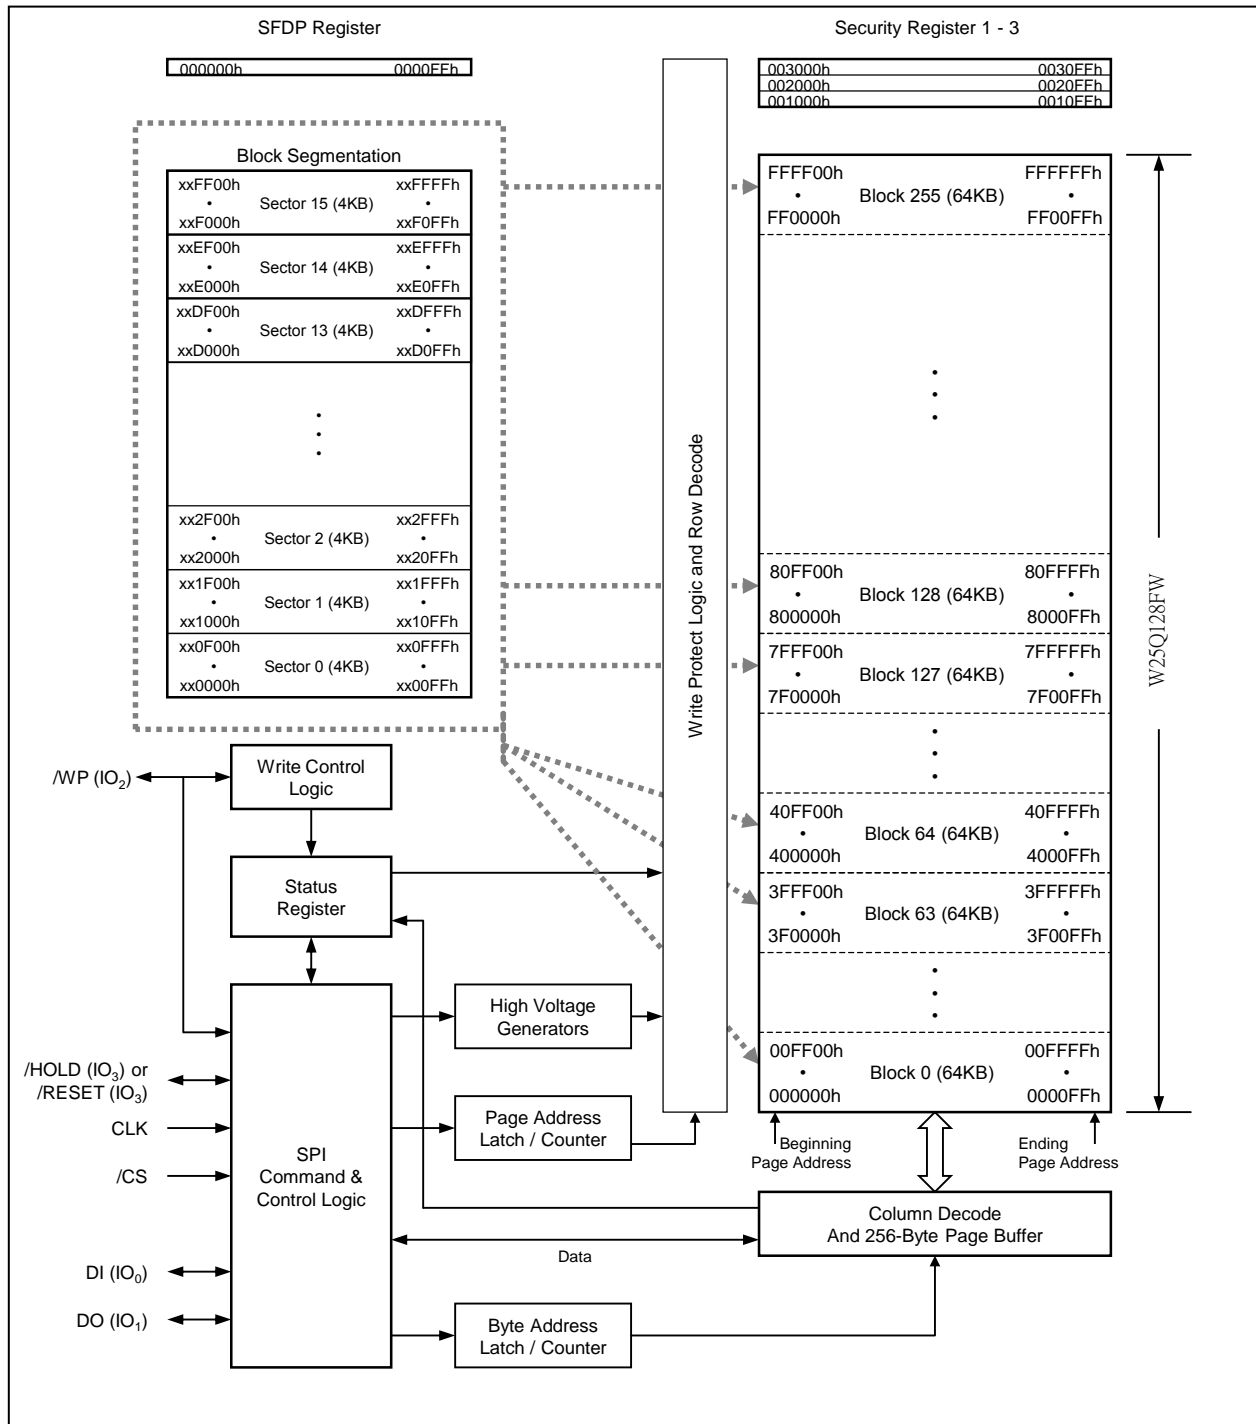 SFDP Register
000000h 0000FFh
Security Register 1 - 3
003000h 0030FFh
002000h 0020FFh
001000h 0010FFh
Block Segmentation
xxFF00h xxFFFFh
• Sector 15 (4KB) •
xxF000h xxF0FFh
xxEF00h xxEFFFh
• Sector 14 (4KB) •
xxE000h xxE0FFh
xxDF00h xxDFFFh
• Sector 13 (4KB) •
xxD000h xxD0FFh
xx2F00h xx2FFFh
• Sector 2 (4KB) •
xx2000h xx20FFh
xx1F00h xx1FFFh
• Sector 1 (4KB) •
xx1000h xx10FFh
xx0F00h xx0FFFh
• Sector 0 (4KB) •
xx0000h xx00FFh
Write Protect Logic and Row Decode
FFFF00h FFFFFFh
• Block 255 (64KB) •
FF0000h FF00FFh
80FF00h 80FFFFh
• Block 128 (64KB) •
800000h 8000FFh
7FFF00h 7FFFFFh
• Block 127 (64KB) •
7F0000h 7F00FFh
40FF00h 40FFFFh
• Block 64 (64KB) •
400000h 4000FFh
3FFF00h 3FFFFFh
• Block 63 (64KB) •
3F0000h 3F00FFh
00FF00h 00FFFFh
• Block 0 (64KB) •
000000h 0000FFh
W25Q128FW
Beginning
Page Address
Ending
Page Address
/WP (IO2)
Write Control
Logic
Status
Register
/HOLD (IO3) or
/RESET (IO3)
CLK
/CS
DI (IO0)
DO (IO1)
SPI
Command &
Control Logic
High Voltage
Generators
Page Address
Latch / Counter
Column Decode
And 256-Byte Page Buffer
Data
Byte Address
Latch / Counter